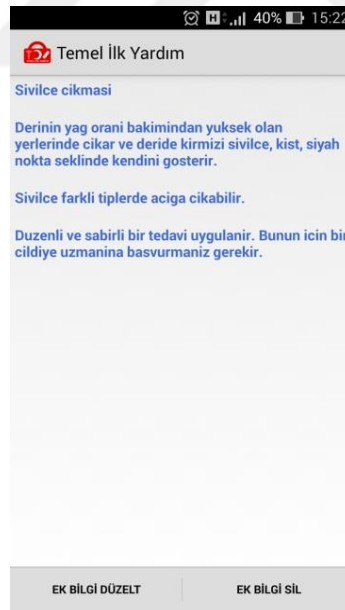 H 40% 15:22
Temel İlk Yardım
Sivilce cikmasi
Derinin yag orani bakimindan yuksek olan
yerlerinde cikar ve deride kirmizi sivilce, kist, siyah
nokta seklinde kendini gosterir.
Sivilce farkli tiplerde aciga cikabilir.
Duzenli ve sabirli bir tedavi uygulanir. Bunun icin bir
cildiye uzmanina basvurmaniz gerekir.
EK BİLGİ DÜZELT EK BİLGİ SİL